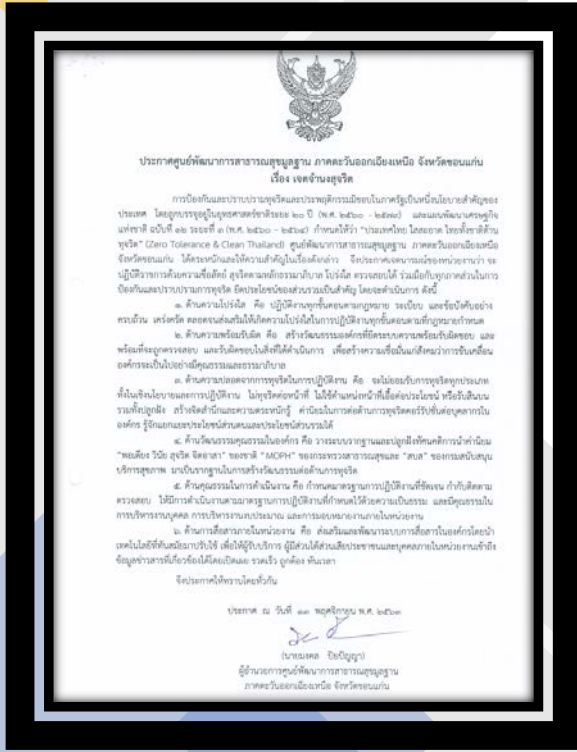 ประกาศศูนย์พัฒนาการสาธารณสุขมูลฐาน ภาคตะวันออกเฉียงเหนือ จังหวัดขอนแก่น
เรื่อง เจตจำนงสุจริต
การป้องกันและปราบปรามทุจริตและประพฤติกรรมมิชอบในภาครัฐเป็นหนึ่งนโยบายสำคัญของ
ประเทศ โดยถูกบรรจุอยู่ในยุทธศาสตร์ชาติระยะ ๒๐ ปี (พ.ศ. ๒๕๖๐ - ๒๕๗๙) และแผนพัฒนาเศรษฐกิจ
แห่งชาติ ฉบับที่ ๑๒ ระยะที่ ๓ (พ.ศ. ๒๕๖๐ – ๒๕๖๔) กำหนดให้ว่า "ประเทศไทย ใสสะอาด ไทยทั้งชาติต้าน
ทุจริต" (Zero Tolerance & Clean Thailand) ศูนย์พัฒนาการสาธารณสุขมูลฐาน ภาคตะวันออกเฉียงเหนือ
จังหวัดขอนแก่น ได้ตระหนักและให้ความสำคัญในเรื่องดังกล่าว จึงประกาศเจตนารมณ์ของหน่วยงานว่า จะ
ปฏิบัติราชการด้วยความซื่อสัตย์ สุจริตตามหลักธรรมาภิบาล โปร่งใส ตรวจสอบได้ ร่วมมือกับทุกภาคส่วนในการ
ป้องกันและปราบปรามการทุจริต ยึดประโยชน์ของส่วนรวมเป็นสำคัญ โดยจะดำเนินการ ดังนี้
๑. ด้านความโปร่งใส คือ ปฏิบัติงานทุกขั้นตอนตามกฎหมาย ระเบียบ และข้อบังคับอย่าง
ครบถ้วน เคร่งครัด ตลอดจนส่งเสริมให้เกิดความโปร่งใสในการปฏิบัติงานทุกขั้นตอนตามที่กฎหมายกำหนด
๒. ด้านความพร้อมรับผิด คือ สร้างวัฒนธรรมองค์กรที่ยึดระบบความพร้อมรับผิดชอบ และ
พร้อมที่จะถูกตรวจสอบ และรับผิดชอบในสิ่งที่ได้ดำเนินการ เพื่อสร้างความเชื่อมั่นแก่สังคมว่าการขับเคลื่อน
องค์กรจะเป็นไปอย่างมีคุณธรรมและธรรมาภิบาล
๓. ด้านความปลอดจากการทุจริตในการปฏิบัติงาน คือ จะไม่ยอมรับการทุจริตทุกประเภท
ทั้งในเชิงนโยบายและการปฏิบัติงาน ไม่ทุจริตต่อหน้าที่ ไม่ใช้ตำแหน่งหน้าที่เอื้อต่อประโยชน์ หรือรับสินบน
รวมทั้งปลูกฝัง สร้างจิตสำนึกและความตระหนักรู้ ค่านิยมในการต่อต้านการทุจริตคอร์รัปชั่นต่อบุคลากรใน
องค์กร รู้จักแยกแยะประโยชน์ส่วนตนและประโยชน์ส่วนรวมได้
๔. ด้านวัฒนธรรมคุณธรรมในองค์กร คือ วางระบบรากฐานและปลูกฝังทัศนคติการนำค่านิยม
"พอเพียง วินัย สุจริต จิตอาสา" ของชาติ "MOPH" ของกระทรวงสาธารณสุขและ "สบส" ของกรมสนับสนุน
บริการสุขภาพ มาเป็นรากฐานในการสร้างวัฒนธรรมต่อต้านการทุจริต
๕. ด้านคุณธรรมในการดำเนินงาน คือ กำหนดมาตรฐานการปฏิบัติงานที่ชัดเจน กำกับติดตาม
ตรวจสอบ ให้มีการดำเนินงานตามมาตรฐานการปฏิบัติงานที่กำหนดไว้ด้วยความเป็นธรรม และมีคุณธรรมใน
การบริหารงานบุคคล การบริหารงานงบประมาณ และการมอบหมายงานภายในหน่วยงาน
๖. ด้านการสื่อสารภายในหน่วยงาน คือ ส่งเสริมและพัฒนาระบบการสื่อสารในองค์กรโดยนำ
เทคโนโลยีที่ทันสมัยมาปรับใช้ เพื่อให้ผู้รับบริการ ผู้มีส่วนได้ส่วนเสียประชาชนและบุคคลภายในหน่วยงานเข้าถึง
ข้อมูลข่าวสารที่เกี่ยวข้องได้โดยเปิดเผย รวดเร็ว ถูกต้อง ทันเวลา
จึงประกาศให้ทราบโดยทั่วกัน
ประกาศ ณ วันที่ ๑๓ พฤศจิกายน พ.ศ. ๒๕๖๓
(นายมงคล ปิยปัญญา)
ผู้อำนวยการศูนย์พัฒนาการสาธารณสุขมูลฐาน
ภาคตะวันออกเฉียงเหนือ จังหวัดขอนแก่น